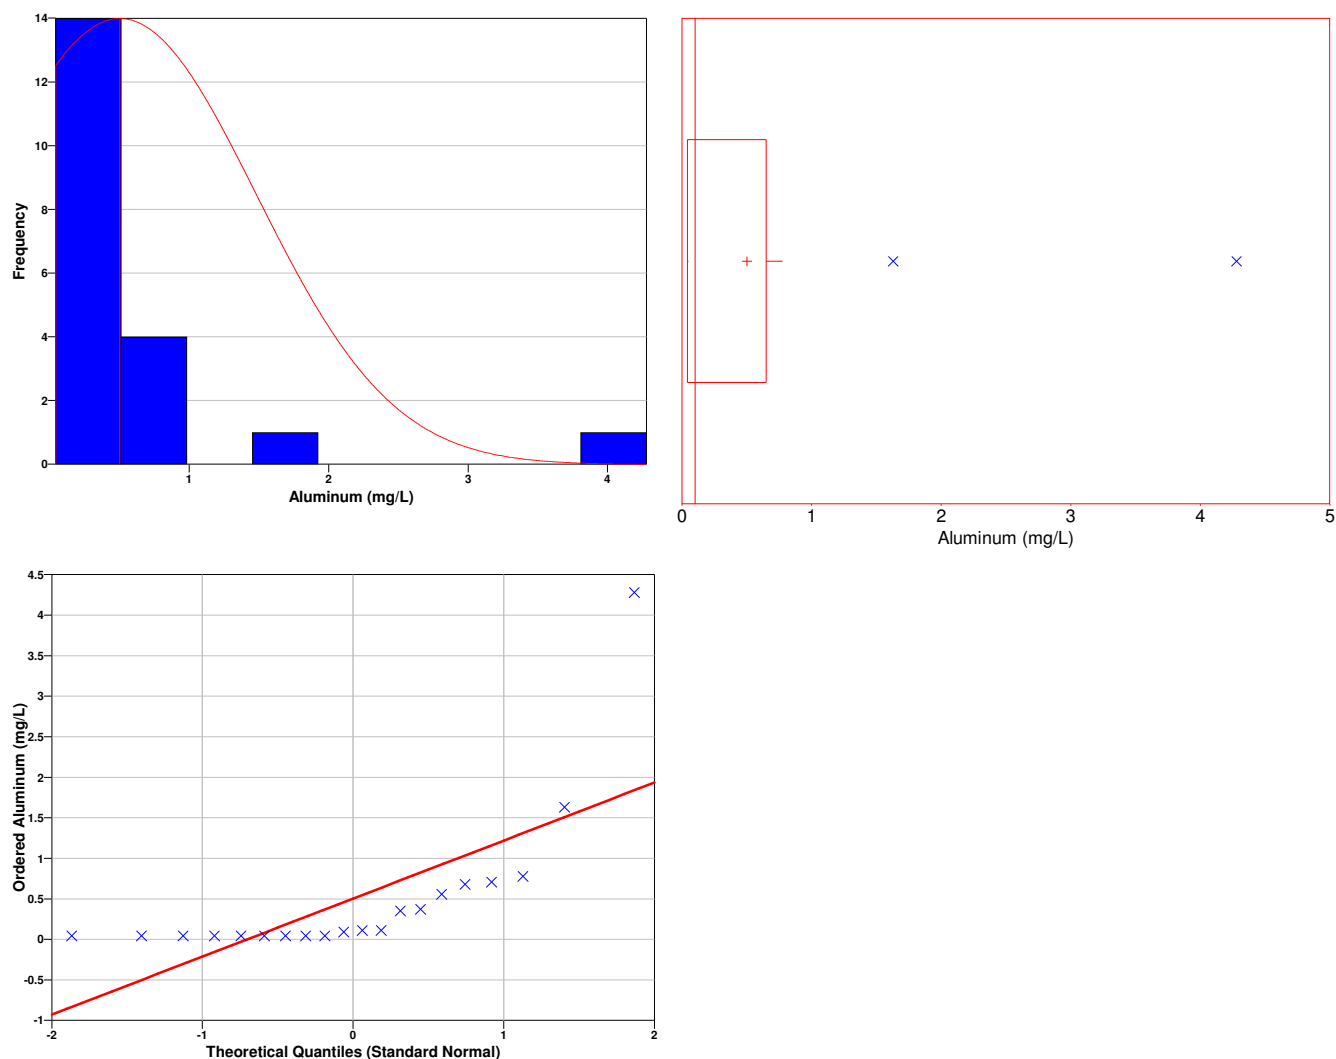 14
12
10
8
6
4
2
0
Frequency
1 2 3 4
Aluminum (mg/L)
0 1 2 3 4 5
Aluminum (mg/L)
4.5
4
3.5
3
2.5
2
1.5
1
0.5
0
-0.5
-1
Ordered Aluminum (mg/L)
-2 -1 0 1 2
Theoretical Quantiles (Standard Normal)